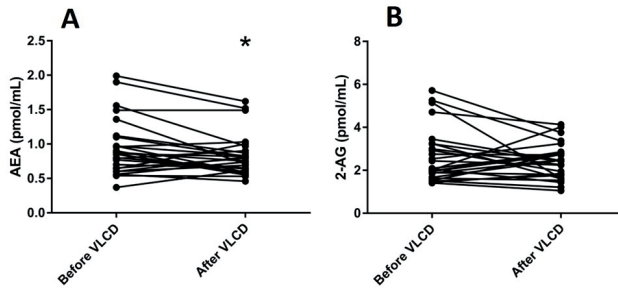 A
AEA (pmol/mL)
2.5
2.0
1.5
1.0
0.5
0.0
*
Before VLCD
After VLCD
B
2-AG (pmol/mL)
8
6
4
2
0
Before VLCD
After VLCD